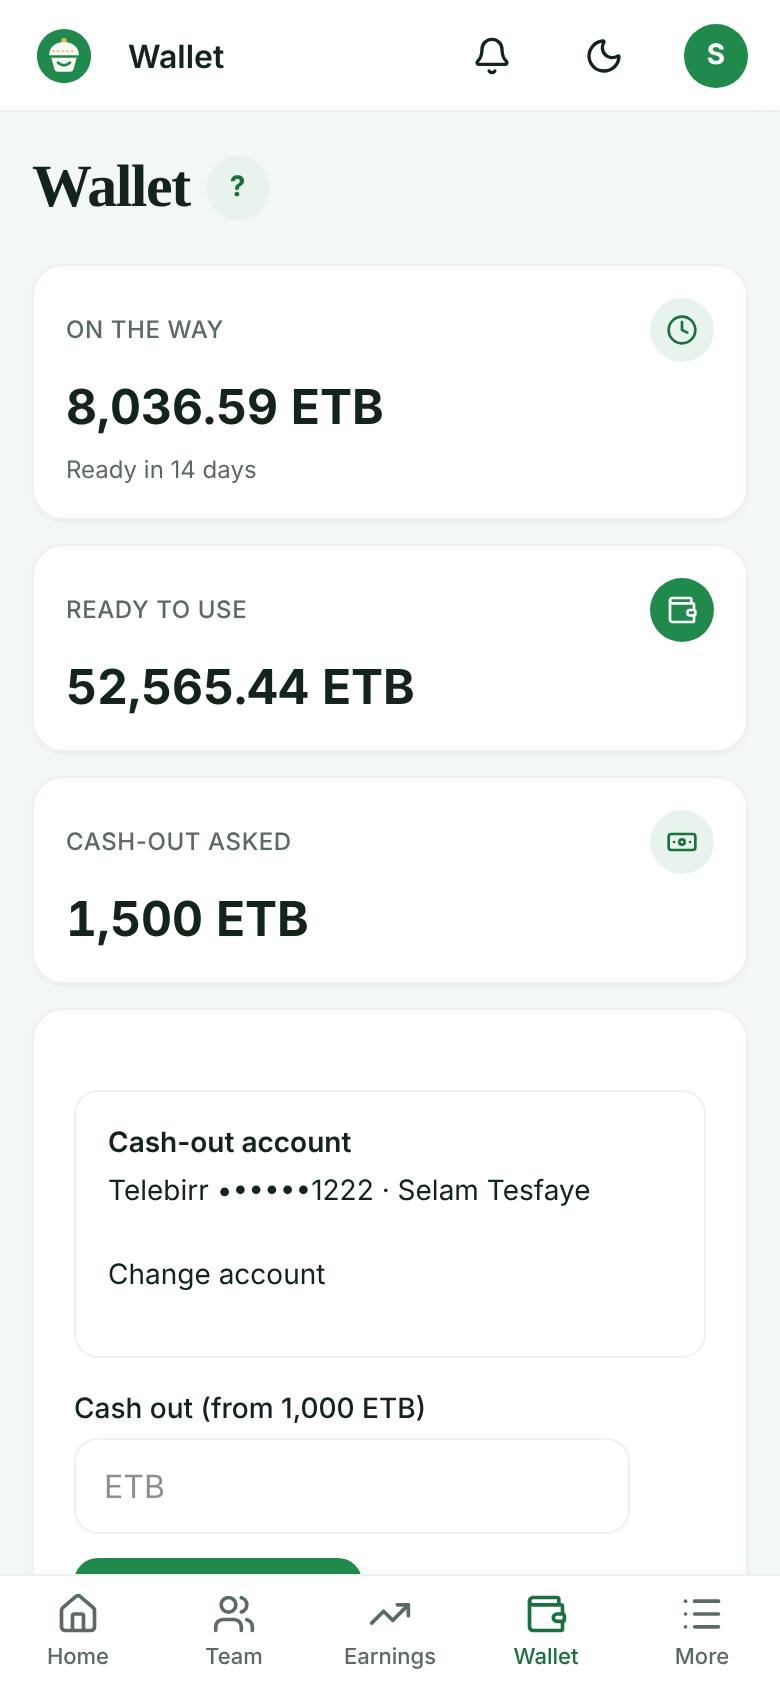 Wallet
S
Wallet ?
ON THE WAY
8,036.59 ETB
Ready in 14 days
READY TO USE
52,565.44 ETB
CASH-OUT ASKED
1,500 ETB
Cash-out account
Telebirr ••••••1222 · Selam Tesfaye
Change account
Cash out (from 1,000 ETB)
ETB
Home Team Earnings Wallet More